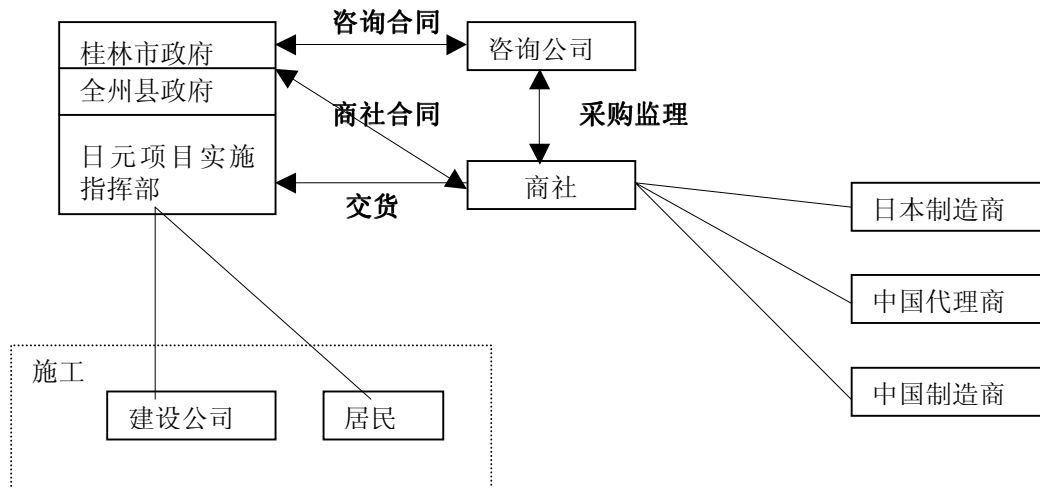 咨询合同
桂林市政府
咨询公司
全州县政府
商社合同
采购监理
日元项目实施
指挥部
商社
交货
日本制造商
中国代理商
施工
中国制造商
建设公司
居民